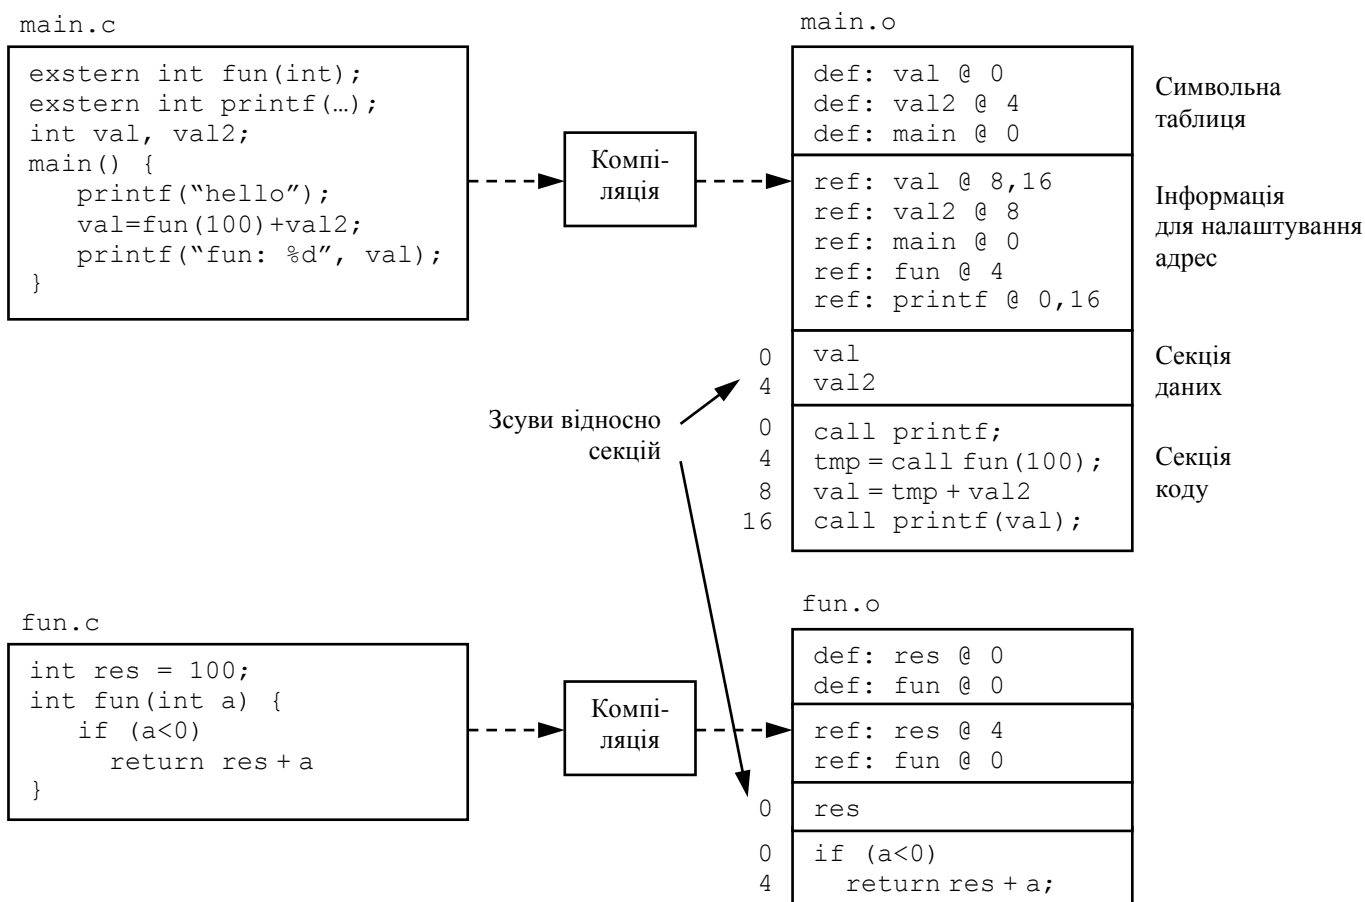 main.c
exstern int fun(int);
exstern int printf(…);
int val, val2;
main() {
printf(“hello”);
val=fun(100)+val2;
printf(“fun: %d”, val);
}
Компі-
ляція
main.o
def: val @ 0
def: val2 @ 4
def: main @ 0
Символьна
таблиця
ref: val @ 8,16
ref: val2 @ 8
ref: main @ 0
ref: fun @ 4
ref: printf @ 0,16
Інформація
для налаштування
адрес
0 val
4 val2
Секція
даних
Зсуви відносно
секцій
0 call printf;
4 tmp = call fun(100);
8 val = tmp + val2
16 call printf(val);
Секція
коду
fun.c
int res = 100;
int fun(int a) {
if (a<0)
return res + a
}
Компі-
ляція
fun.o
def: res @ 0
def: fun @ 0
ref: res @ 4
ref: fun @ 0
0 res
0 if (a<0)
4 return res + a;